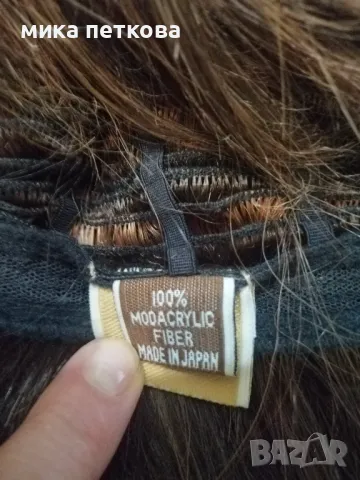 мика петкова
100%
MODACRYLIC
FIBER
MADE IN JAPAN
BAZAR